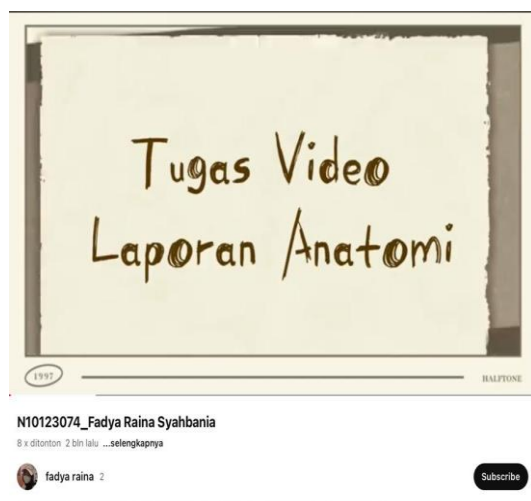 Tugas Video
Laporan Anatomi
1997
HALFTONE
N10123074_Fadya Raina Syahbania
8 x ditonton 2 bln lalu ...selengkapnya
fadya raina 2
Subscribe